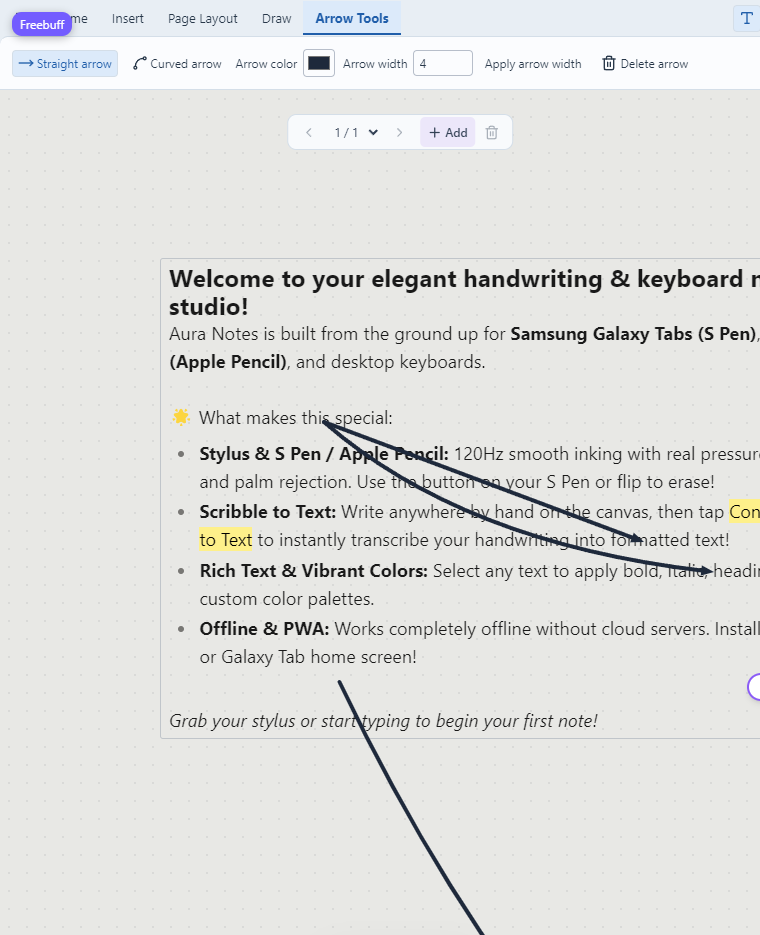 Freebuff me Insert Page Layout Draw Arrow Tools T
Straight arrow Curved arrow Arrow color Arrow width 4 Apply arrow width Delete arrow
1 / 1 Add
Welcome to your elegant handwriting & keyboard
studio!
Aura Notes is built from the ground up for Samsung Galaxy Tabs (S Pen),
(Apple Pencil), and desktop keyboards.
🌟 What makes this special:
• Stylus & S Pen / Apple Pencil: 120Hz smooth inking with real pressure
and palm rejection. Use the button on your S Pen or flip to erase!
• Scribble to Text: Write anywhere by hand on the canvas, then tap Con
to Text to instantly transcribe your handwriting into formatted text!
• Rich Text & Vibrant Colors: Select any text to apply bold, italic, headin
custom color palettes.
• Offline & PWA: Works completely offline without cloud servers. Install
or Galaxy Tab home screen!
Grab your stylus or start typing to begin your first note!